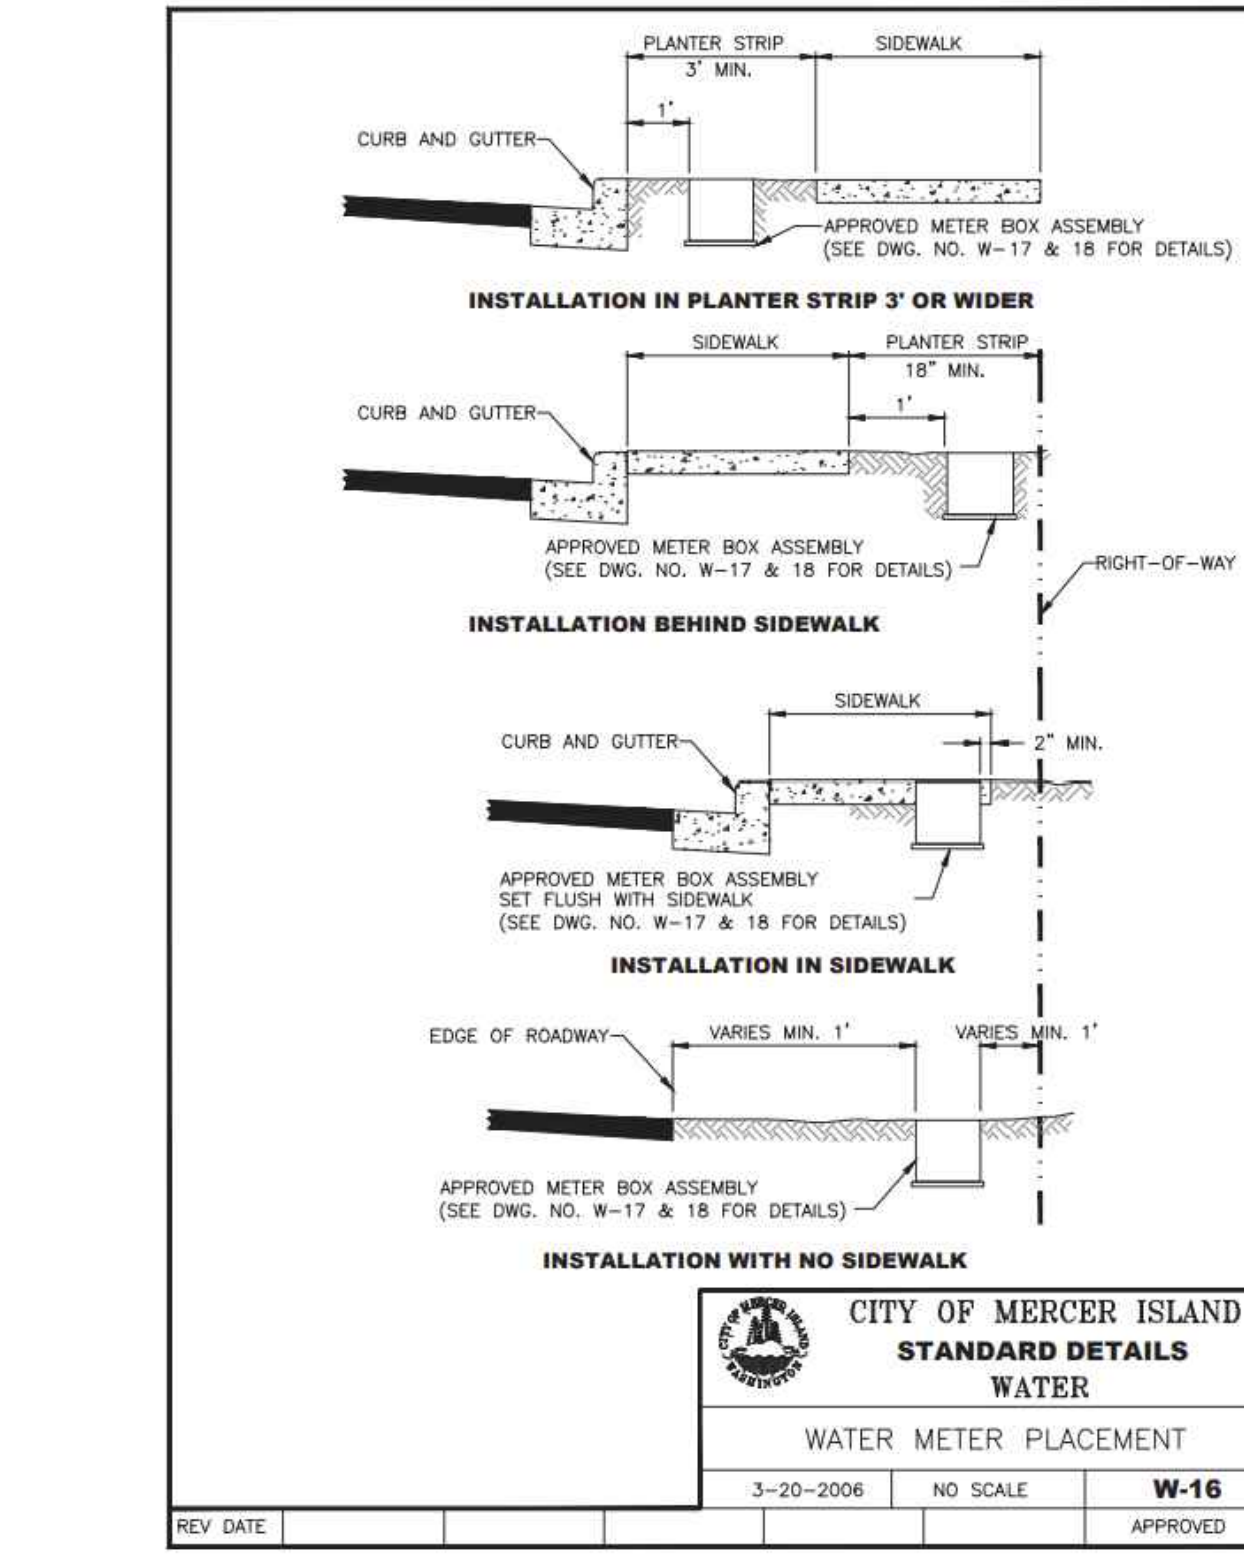 PLANTER STRIP
SIDEWALK
3' MIN.
1'
CURB AND GUTTER
APPROVED METER BOX ASSEMBLY
(SEE DWG. NO. W-17 & 18 FOR DETAILS)
INSTALLATION IN PLANTER STRIP 3' OR WIDER
SIDEWALK
PLANTER STRIP
18" MIN.
1'
CURB AND GUTTER
APPROVED METER BOX ASSEMBLY
(SEE DWG. NO. W-17 & 18 FOR DETAILS)
RIGHT-OF-WAY
INSTALLATION BEHIND SIDEWALK
SIDEWALK
CURB AND GUTTER
2" MIN.
APPROVED METER BOX ASSEMBLY
SET FLUSH WITH SIDEWALK
(SEE DWG. NO. W-17 & 18 FOR DETAILS)
INSTALLATION IN SIDEWALK
EDGE OF ROADWAY
VARIES MIN. 1'
VARIES MIN. 1'
APPROVED METER BOX ASSEMBLY
(SEE DWG. NO. W-17 & 18 FOR DETAILS)
INSTALLATION WITH NO SIDEWALK
CITY OF MERCER ISLAND
WASHINGTON
CITY OF MERCER ISLAND
STANDARD DETAILS
WATER
WATER METER PLACEMENT
3-20-2006
NO SCALE
W-16
REV DATE
APPROVED